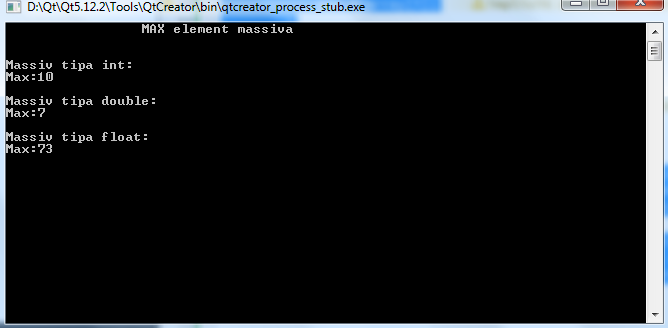 D:\Qt\Qt5.12.2\Tools\QtCreator\bin\qtcreator_process_stub.exe
MAX element massiva
Massiv tipa int:
Max:10
Massiv tipa double:
Max:7
Massiv tipa float:
Max:73